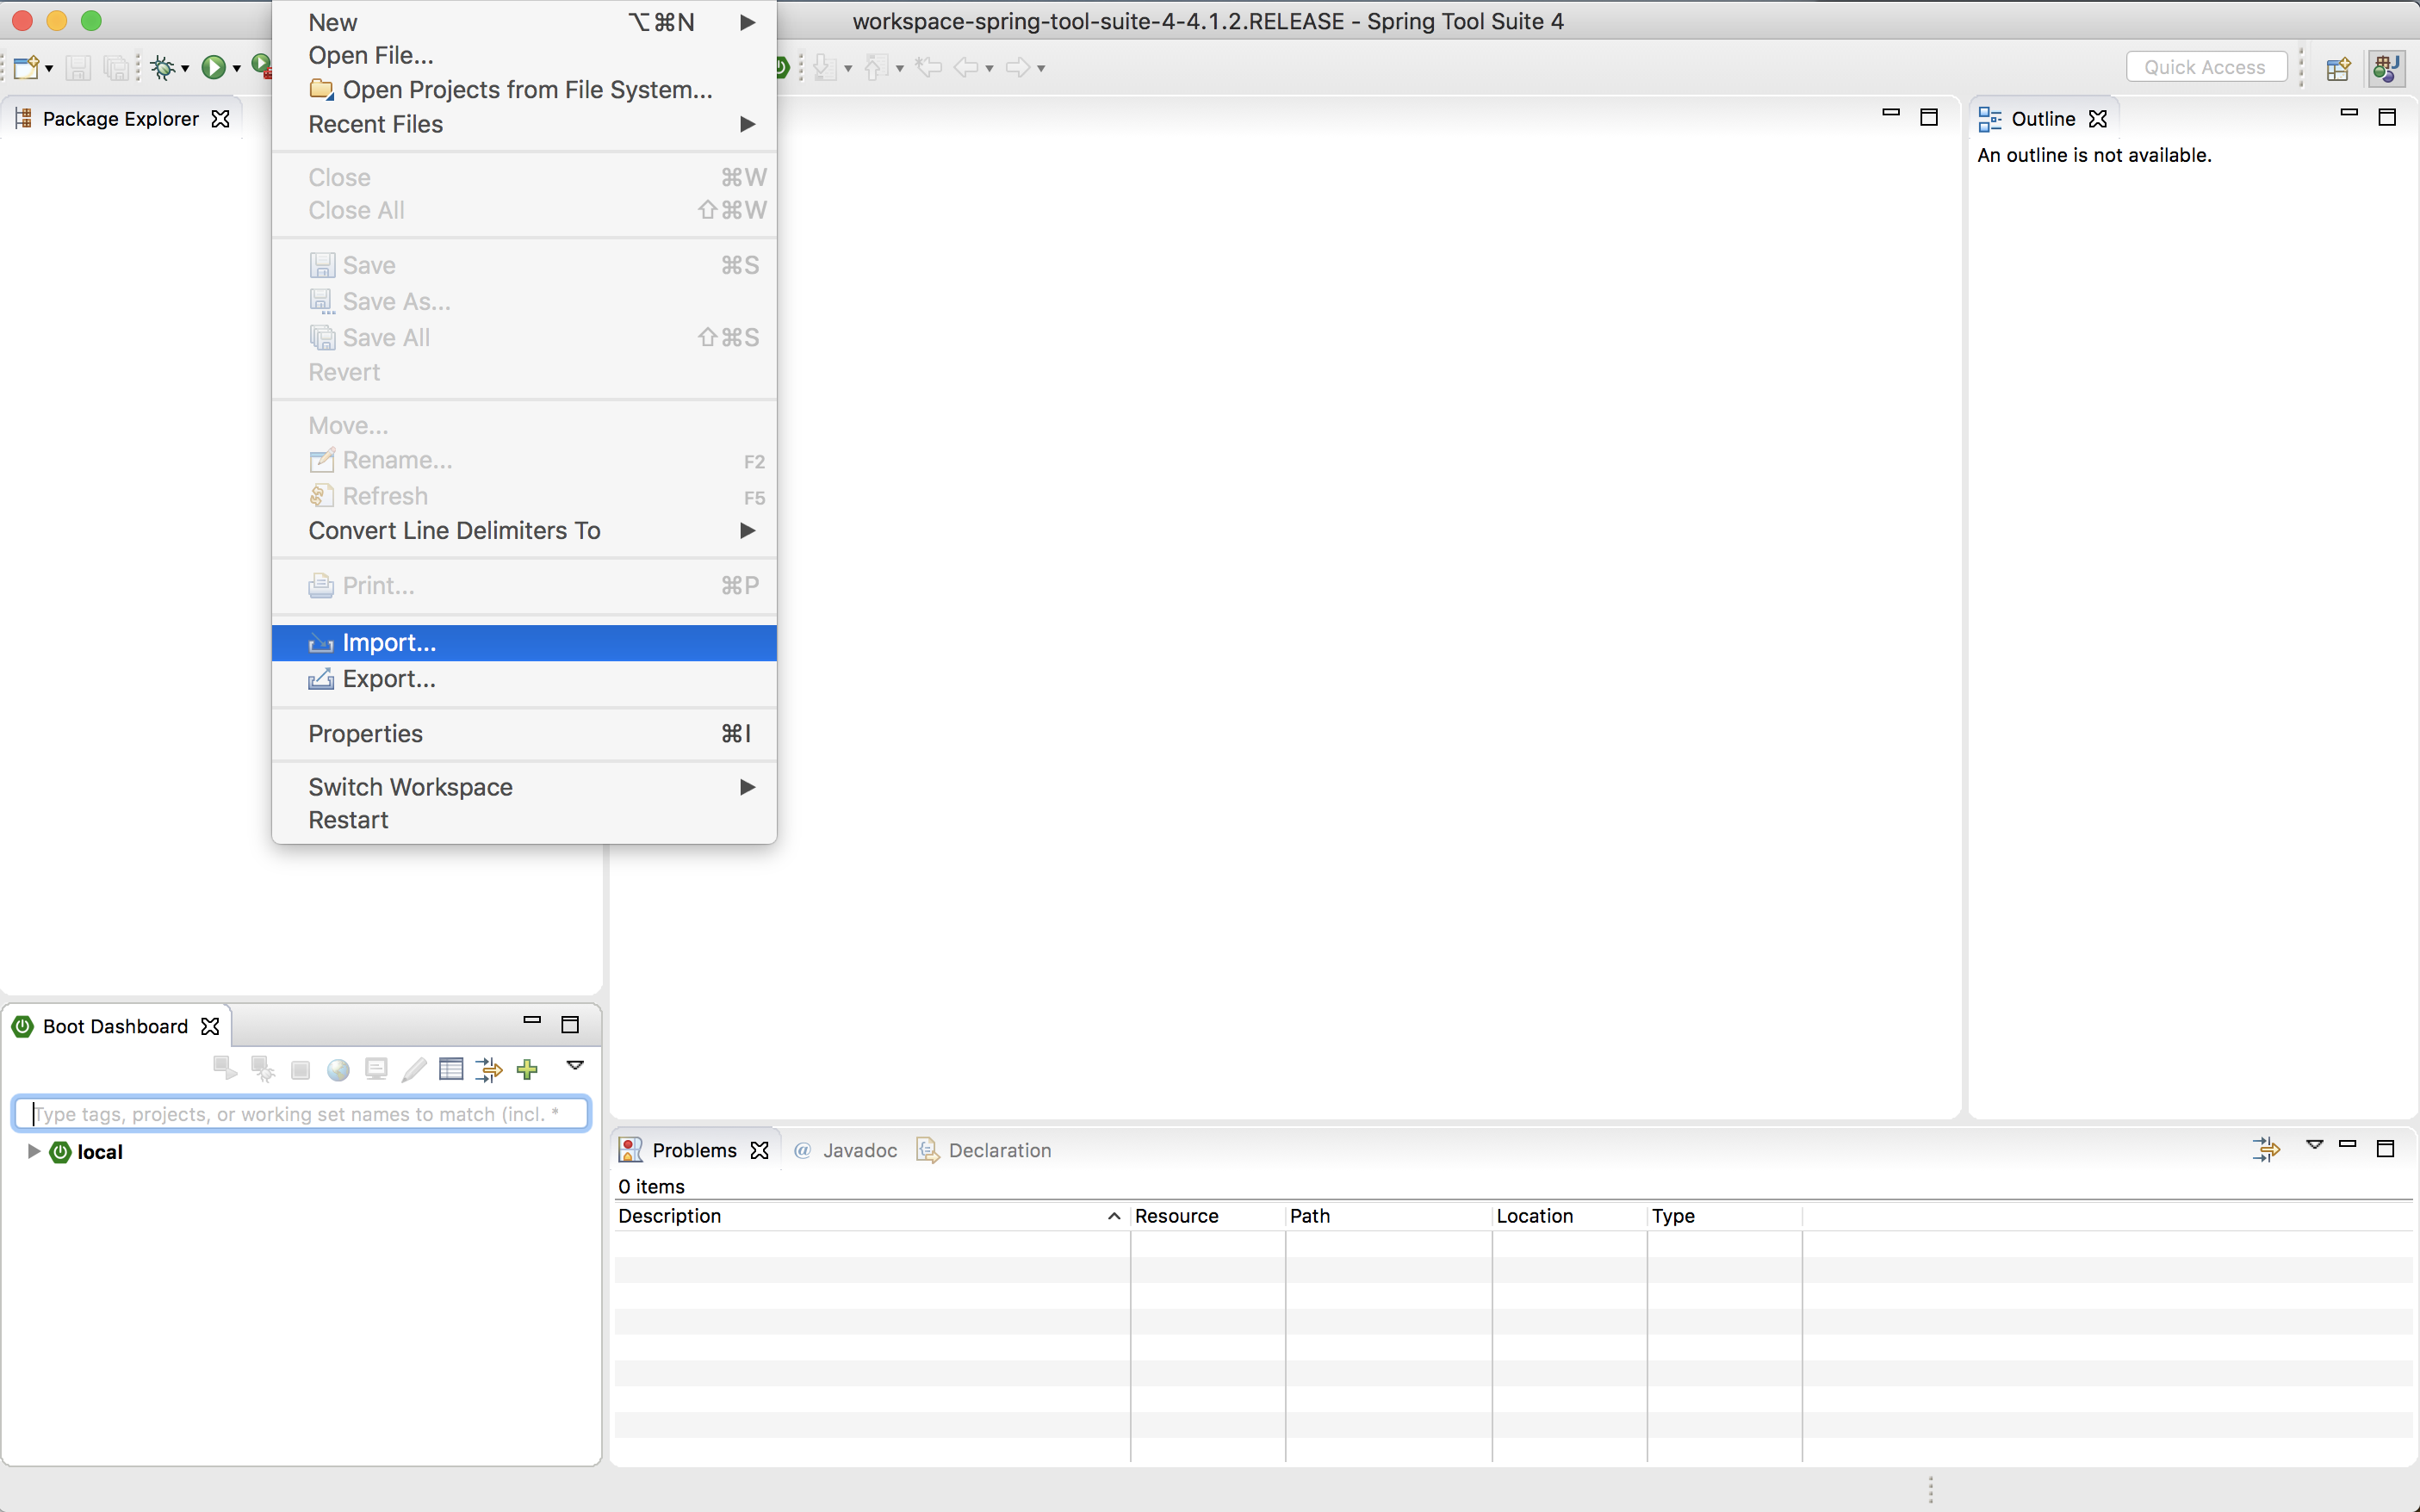 workspace-spring-tool-suite-4-4.1.2.RELEASE - Spring Tool Suite 4
Quick Access
New ⌥⌘N ▶
Open File...
Open Projects from File System...
Recent Files ▶
Close ⌘W
Close All ⇧⌘W
Save ⌘S
Save As...
Save All ⇧⌘S
Revert
Move...
Rename... F2
Refresh F5
Convert Line Delimiters To ▶
Print... ⌘P
Import...
Export...
Properties ⌘I
Switch Workspace ▶
Restart
Package Explorer
Outline
An outline is not available.
Boot Dashboard
Type tags, projects, or working set names to match (incl. *
local
Problems @ Javadoc Declaration
0 items
Description Resource Path Location Type